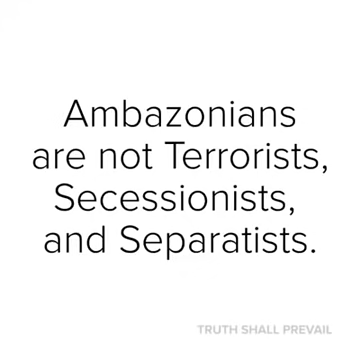 Ambazonians
are not Terrorists,
Secessionists,
and Separatists.
TRUTH SHALL PREVAIL